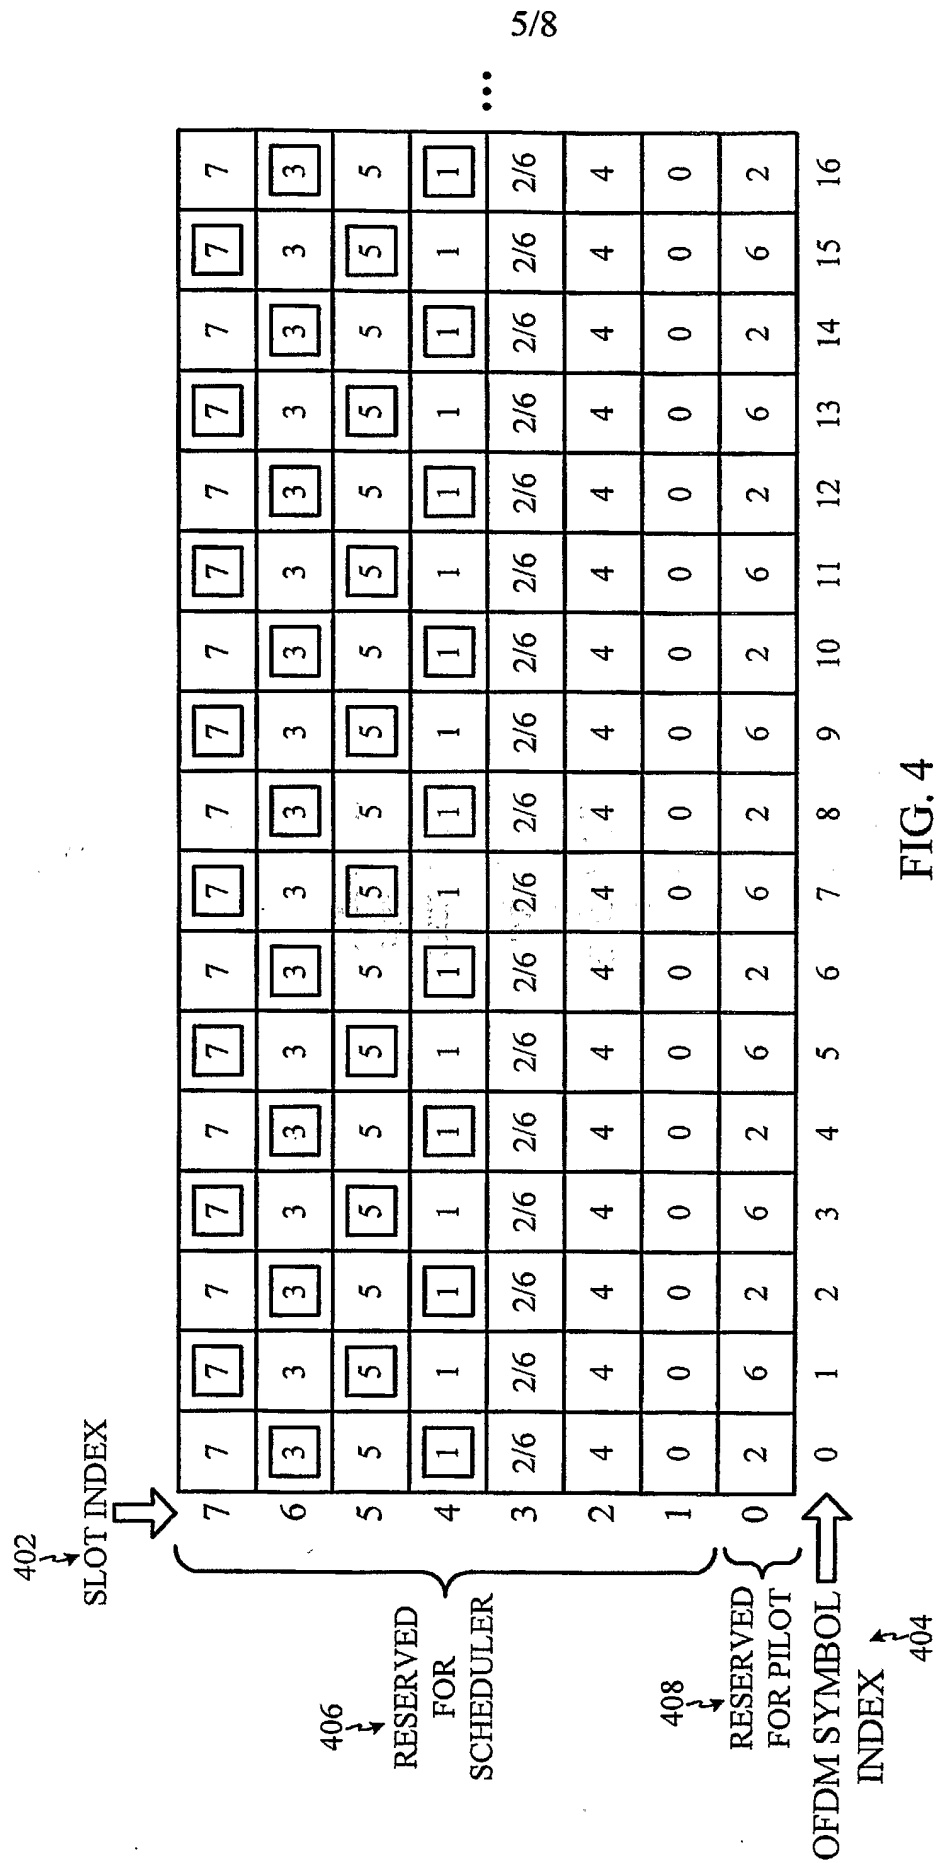 5/8
402
SLOT INDEX
7 7 7 7 7 7 7 7 7 7 7 7 7 7 7 7 7 7
6 3 3 3 3 3 3 3 3 3 3 3 3 3 3 3 3 3
5 5 5 5 5 5 5 5 5 5 5 5 5 5 5 5 5 5
4 1 1 1 1 1 1 1 1 1 1 1 1 1 1 1 1 1
3 2/6 2/6 2/6 2/6 2/6 2/6 2/6 2/6 2/6 2/6 2/6 2/6 2/6 2/6 2/6 2/6 2/6
2 4 4 4 4 4 4 4 4 4 4 4 4 4 4 4 4 4
1 0 0 0 0 0 0 0 0 0 0 0 0 0 0 0 0 0
0 2 6 2 6 2 6 2 6 2 6 2 6 2 6 2 6 2
0 1 2 3 4 5 6 7 8 9 10 11 12 13 14 15 16
...
406
RESERVED
FOR
SCHEDULER
408
RESERVED
FOR PILOT
OFDM SYMBOL
INDEX
404
FIG. 4